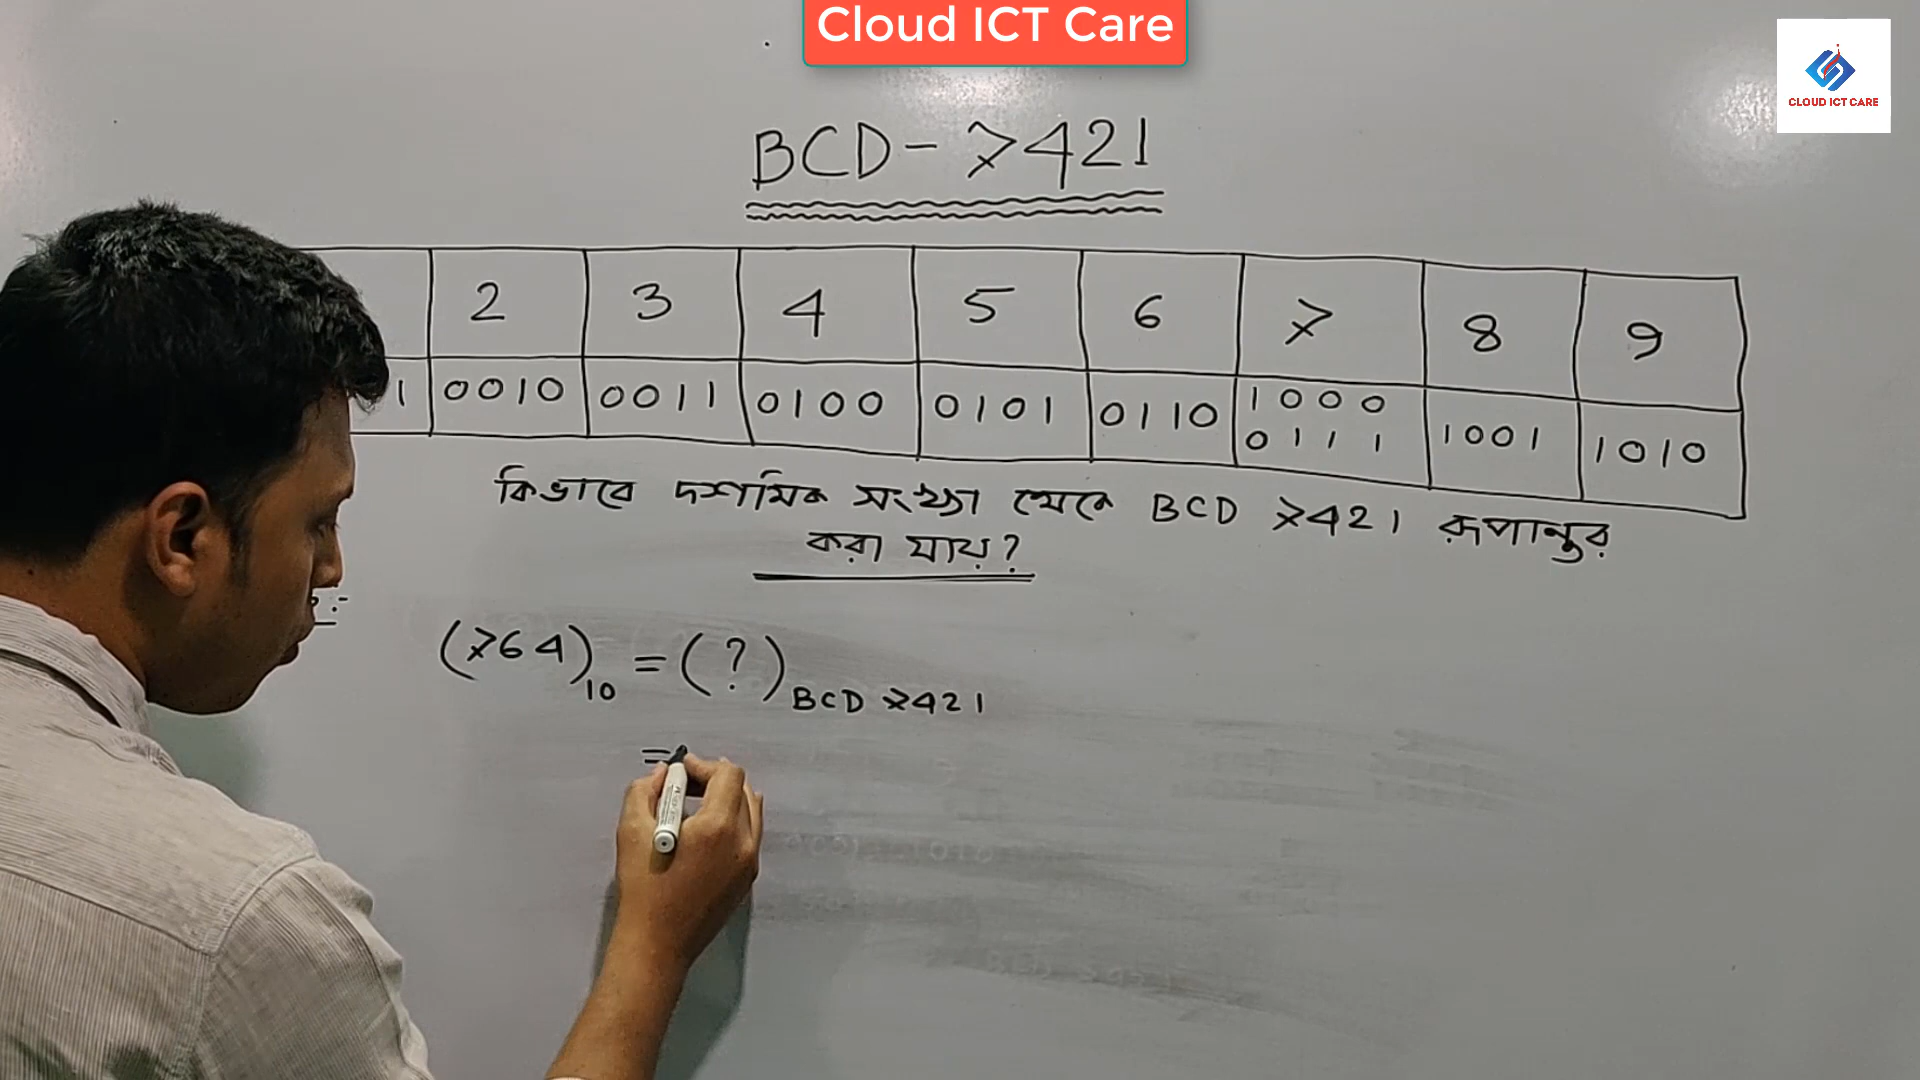 Cloud ICT Care
CLOUD ICT CARE
BCD - 7421
2 3 4 5 6 7 8 9
1 0010 0011 0100 0101 0110 1000 0111 1001 1010
কিভাবে দশমিক সংখ্যা থেকে BCD 7421 রূপান্তর
করা যায়?
(764)10 = (?)BCD 7421
=